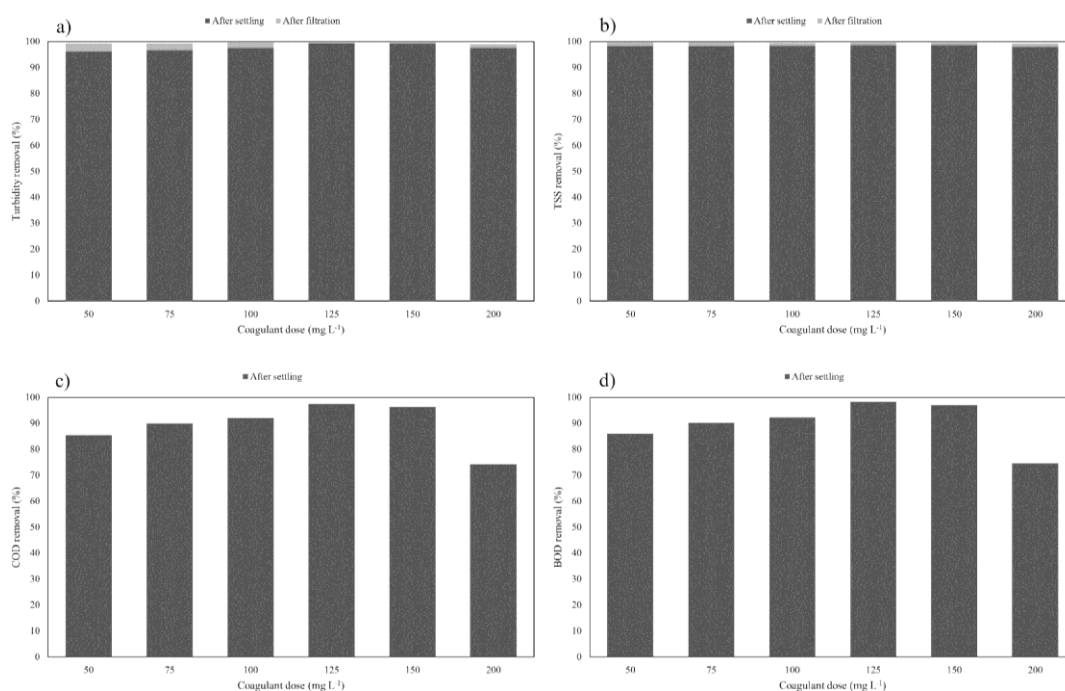 a)
■ After settling ■ After filtration
100
90
80
70
60
50
40
30
20
10
0
Turbidity removal (%)
50 75 100 125 150 200
Coagulant dose (mg L⁻¹)
b)
■ After settling ■ After filtration
100
90
80
70
60
50
40
30
20
10
0
TSS removal (%)
50 75 100 125 150 200
Coagulant dose (mg L⁻¹)
c)
■ After settling
100
90
80
70
60
50
40
30
20
10
0
COD removal (%)
50 75 100 125 150 200
Coagulant dose (mg L⁻¹)
d)
■ After settling
100
90
80
70
60
50
40
30
20
10
0
BOD removal (%)
50 75 100 125 150 200
Coagulant dose (mg L⁻¹)